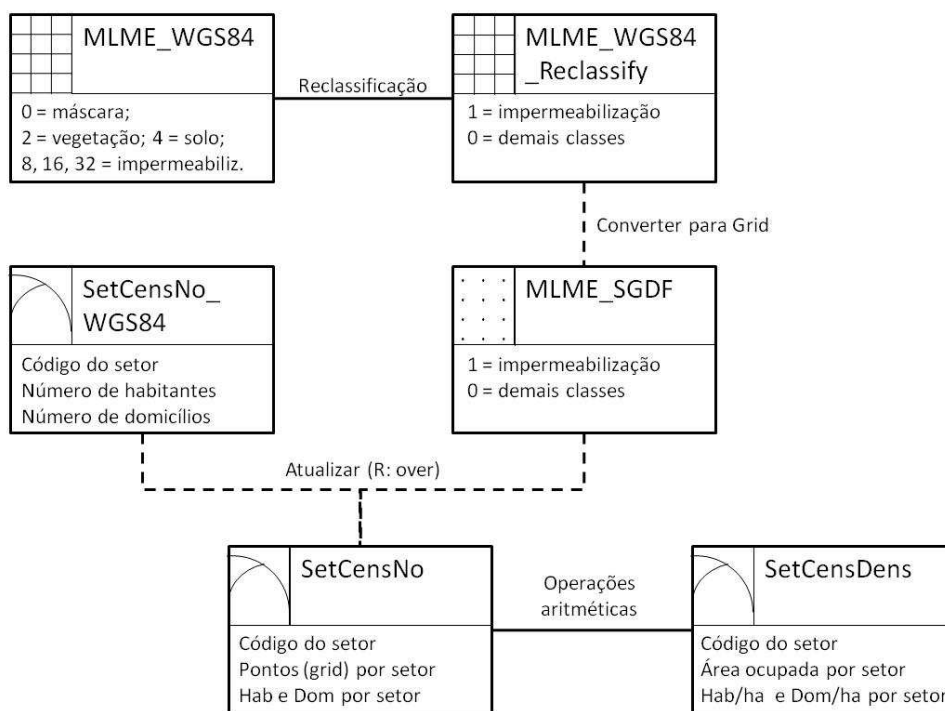 MLME_WGS84
0 = máscara;
2 = vegetação; 4 = solo;
8, 16, 32 = impermeabiliz.
Reclassificação
MLME_WGS84
_Reclassify
1 = impermeabilização
0 = demais classes
Converter para Grid
SetCensNo_
WGS84
Código do setor
Número de habitantes
Número de domicílios
MLME_SGDF
1 = impermeabilização
0 = demais classes
Atualizar (R: over)
SetCensNo
Código do setor
Pontos (grid) por setor
Hab e Dom por setor
Operações
aritméticas
SetCensDens
Código do setor
Área ocupada por setor
Hab/ha e Dom/ha por setor